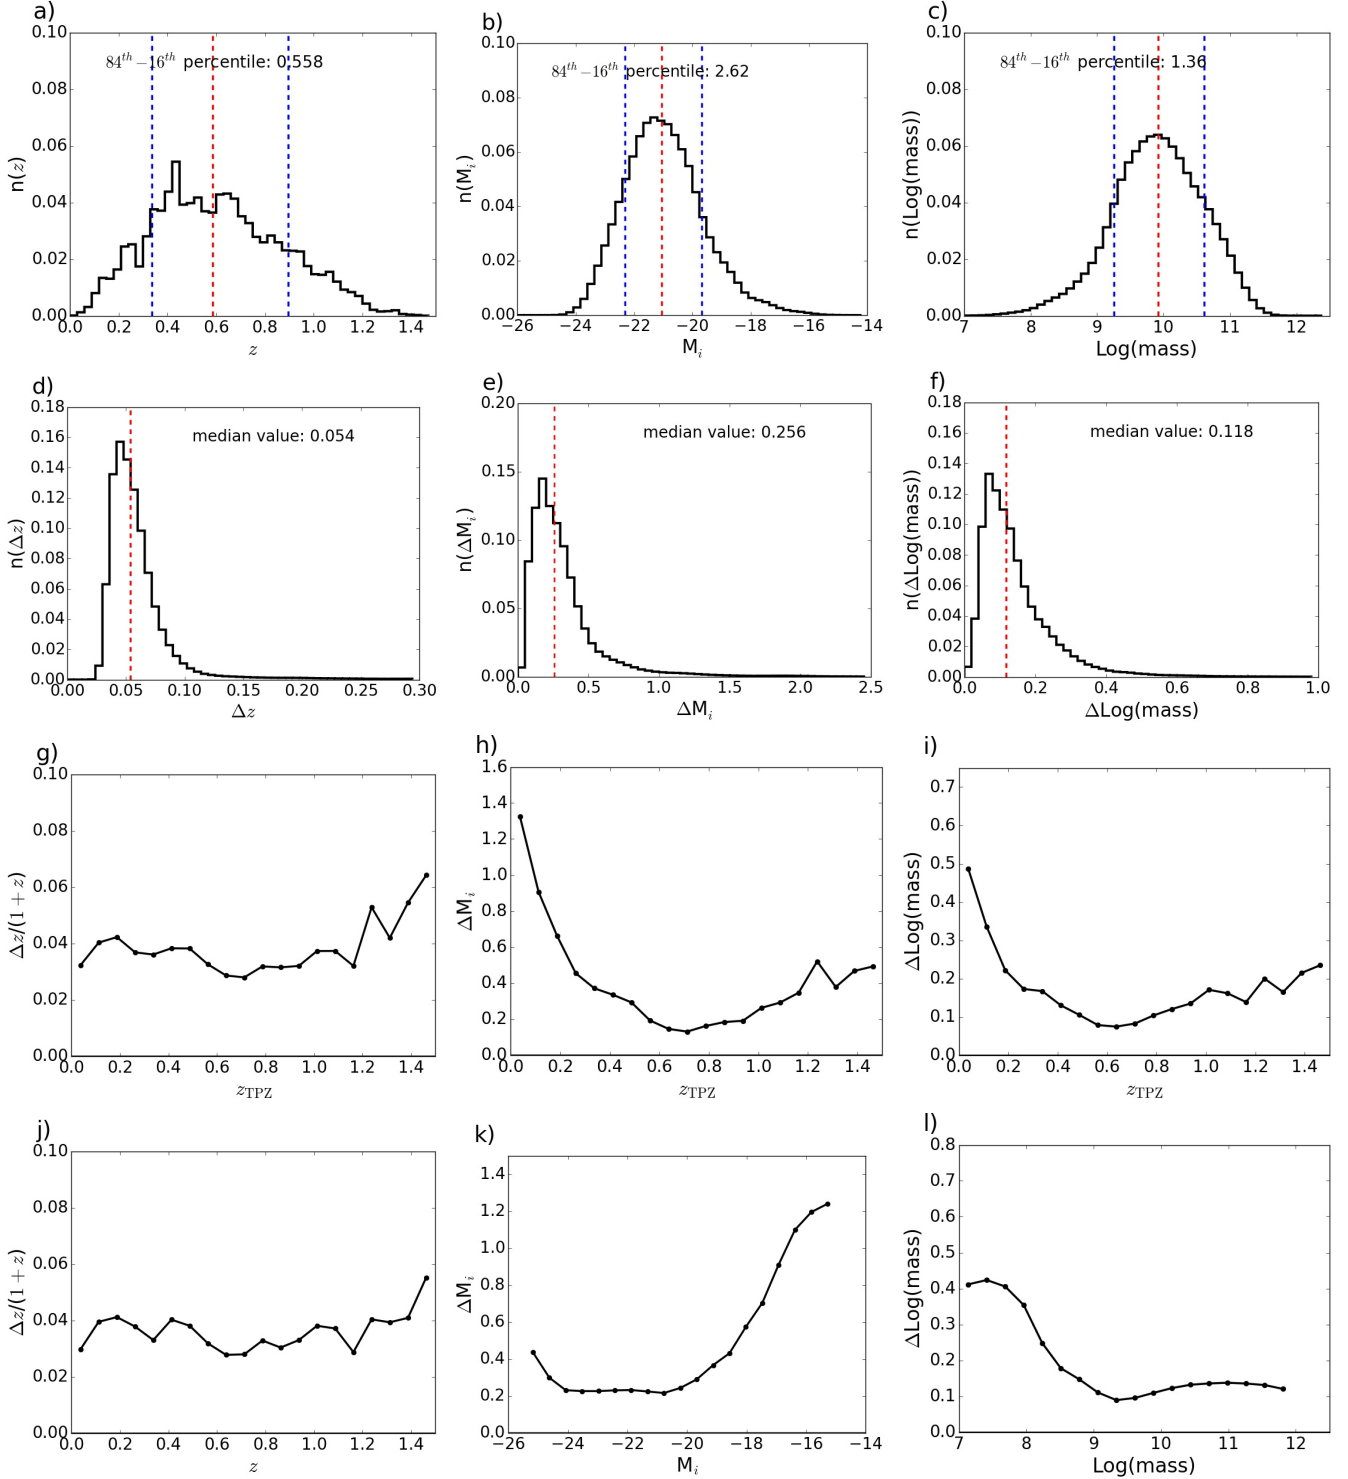 a)
0.10
0.08
0.06
0.04
0.02
0.00
n(z)
84th−16th percentile: 0.558
0.0 0.2 0.4 0.6 0.8 1.0 1.2 1.4
z
b)
0.10
0.08
0.06
0.04
0.02
0.00
n(Mi)
84th−16th percentile: 2.62
−26 −24 −22 −20 −18 −16 −14
Mi
c)
0.10
0.08
0.06
0.04
0.02
0.00
n(Log(mass))
84th−16th percentile: 1.36
7 8 9 10 11 12
Log(mass)
d)
0.18
0.16
0.14
0.12
0.10
0.08
0.06
0.04
0.02
0.00
n(Δz)
median value: 0.054
0.00 0.05 0.10 0.15 0.20 0.25 0.30
Δz
e)
0.20
0.15
0.10
0.05
0.00
n(ΔMi)
median value: 0.256
0.0 0.5 1.0 1.5 2.0 2.5
ΔMi
f)
0.18
0.16
0.14
0.12
0.10
0.08
0.06
0.04
0.02
0.00
n(ΔLog(mass))
median value: 0.118
0.0 0.2 0.4 0.6 0.8 1.0
ΔLog(mass)
g)
0.10
0.08
0.06
0.04
0.02
0.00
Δz/(1 + z)
0.0 0.2 0.4 0.6 0.8 1.0 1.2 1.4
zTPZ
h)
1.6
1.4
1.2
1.0
0.8
0.6
0.4
0.2
0.0
ΔMi
0.0 0.2 0.4 0.6 0.8 1.0 1.2 1.4
zTPZ
i)
0.7
0.6
0.5
0.4
0.3
0.2
0.1
0.0
ΔLog(mass)
0.0 0.2 0.4 0.6 0.8 1.0 1.2 1.4
zTPZ
j)
0.10
0.08
0.06
0.04
0.02
0.00
Δz/(1 + z)
0.0 0.2 0.4 0.6 0.8 1.0 1.2 1.4
z
k)
1.4
1.2
1.0
0.8
0.6
0.4
0.2
0.0
ΔMi
−26 −24 −22 −20 −18 −16 −14
Mi
l)
0.8
0.7
0.6
0.5
0.4
0.3
0.2
0.1
0.0
ΔLog(mass)
7 8 9 10 11 12
Log(mass)